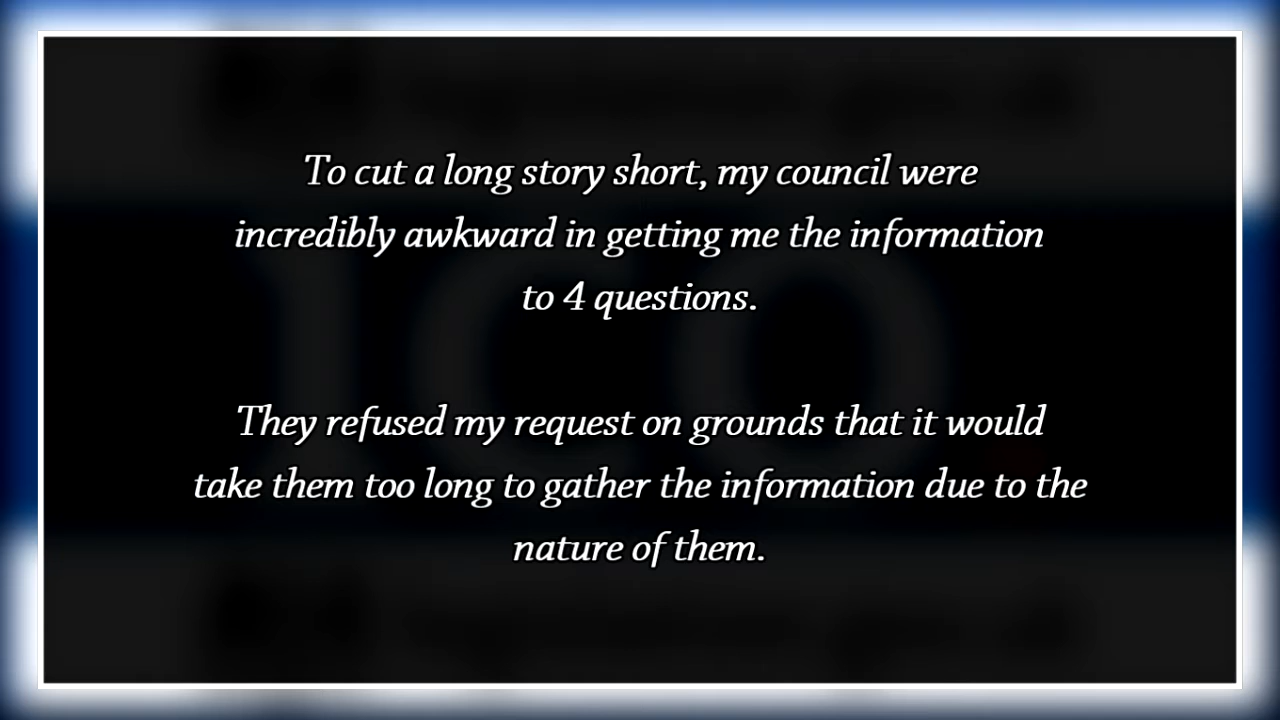 To cut a long story short, my council were
incredibly awkward in getting me the information
to 4 questions.
They refused my request on grounds that it would
take them too long to gather the information due to the
nature of them.